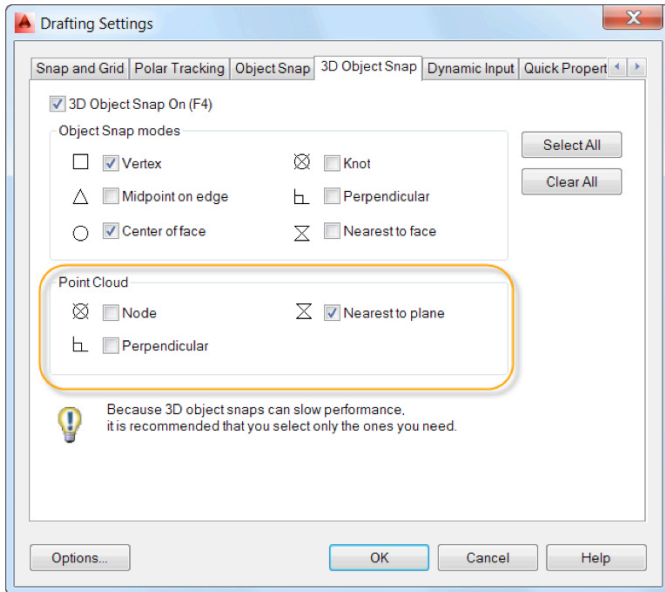 Drafting Settings
Snap and Grid Polar Tracking Object Snap 3D Object Snap Dynamic Input Quick Propert
3D Object Snap On (F4)
Object Snap modes
Select All
Vertex Knot
Clear All
Midpoint on edge Perpendicular
Center of face Nearest to face
Point Cloud
Node Nearest to plane
Perpendicular
Because 3D object snaps can slow performance,
it is recommended that you select only the ones you need.
Options... OK Cancel Help